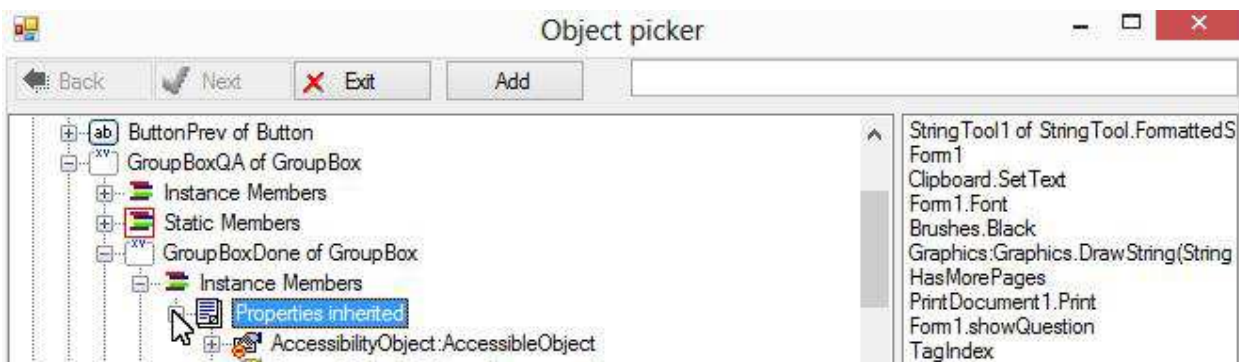 Object picker
Back Next Exit Add
ButtonPrev of Button
GroupBoxQA of GroupBox
Instance Members
Static Members
GroupBoxDone of GroupBox
Instance Members
Properties inherited
AccessibilityObject:AccessibleObject
StringTool1 of StringTool.FormattedS
Form1
Clipboard.SetText
Form1.Font
Brushes.Black
Graphics:Graphics.DrawString(String
HasMorePages
PrintDocument1.Print
Form1.showQuestion
TagIndex